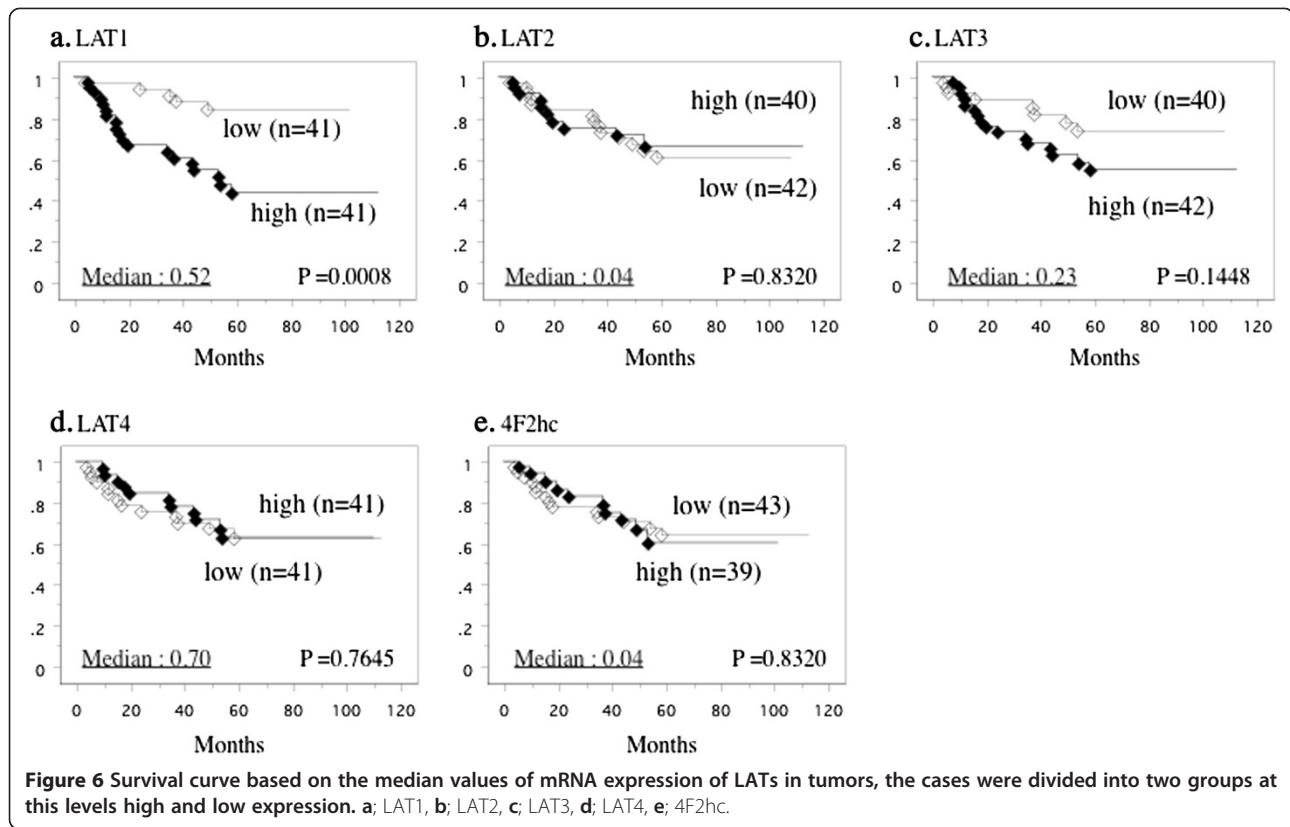 a. LAT1
1
.8
.6
.4
.2
0
low (n=41)
high (n=41)
Median : 0.52
P =0.0008
0 20 40 60 80 100 120
Months
b. LAT2
1
.8
.6
.4
.2
0
high (n=40)
low (n=42)
Median : 0.04
P =0.8320
0 20 40 60 80 100 120
Months
c. LAT3
1
.8
.6
.4
.2
0
low (n=40)
high (n=42)
Median : 0.23
P =0.1448
0 20 40 60 80 100 120
Months
d. LAT4
1
.8
.6
.4
.2
0
high (n=41)
low (n=41)
Median : 0.70
P =0.7645
0 20 40 60 80 100 120
Months
e. 4F2hc
1
.8
.6
.4
.2
0
low (n=43)
high (n=39)
Median : 0.04
P =0.8320
0 20 40 60 80 100 120
Months
Figure 6 Survival curve based on the median values of mRNA expression of LATs in tumors, the cases were divided into two groups at
this levels high and low expression. a; LAT1, b; LAT2, c; LAT3, d; LAT4, e; 4F2hc.